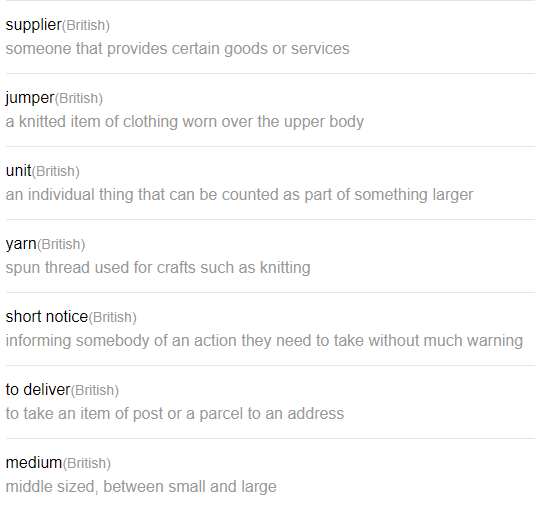 supplier(British)
someone that provides certain goods or services
jumper(British)
a knitted item of clothing worn over the upper body
unit(British)
an individual thing that can be counted as part of something larger
yarn(British)
spun thread used for crafts such as knitting
short notice(British)
informing somebody of an action they need to take without much warning
to deliver(British)
to take an item of post or a parcel to an address
medium(British)
middle sized, between small and large